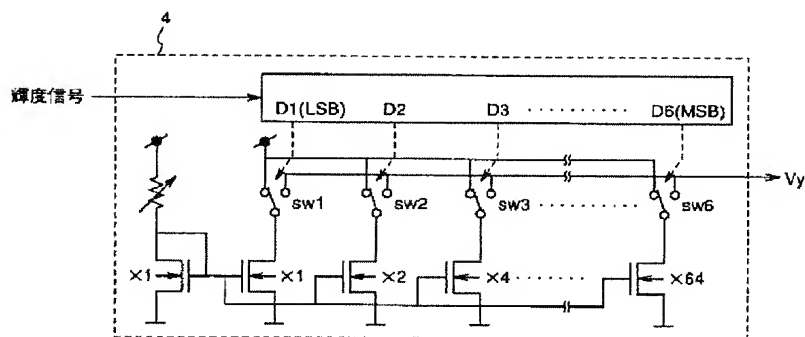 4
輝度信号
D1(LSB) D2 D3 ········ D6(MSB)
Vy
sw1 sw2 sw3 ········ sw6
×1 ×1 ×2 ×4 ········ ×64